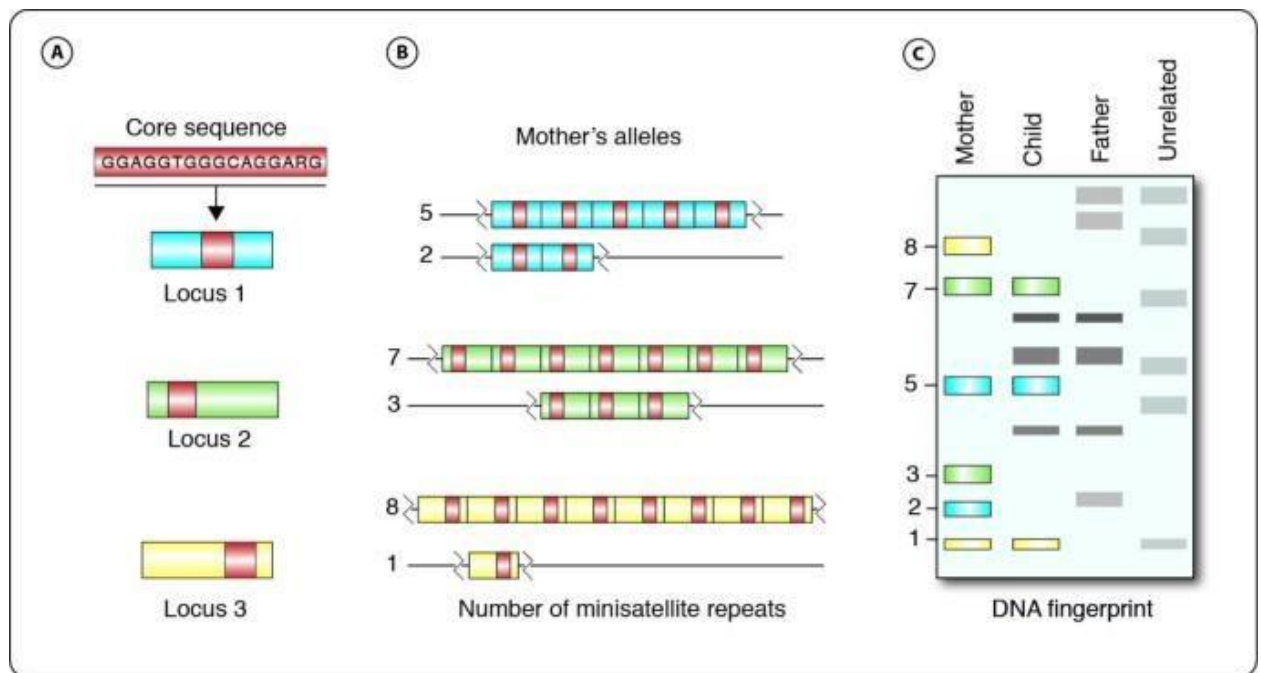 A
Core sequence
GGAGGTGGGCAGGARG
Locus 1
Locus 2
Locus 3
B
Mother's alleles
5
2
7
3
8
1
Number of minisatellite repeats
C
Mother
Child
Father
Unrelated
8
7
5
3
2
1
DNA fingerprint